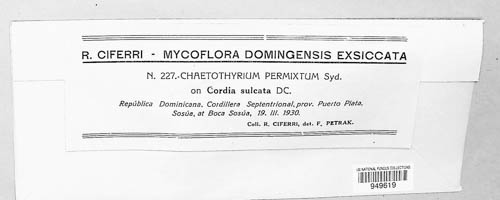 R. CIFERRI - MYCOFLORA DOMINGENSIS EXSICCATA
N. 227.-CHAETOTHYRIUM PERMIXTUM Syd.
on Cordia sulcata DC.
República Dominicana, Cordillera Septentrional, prov. Puerto Plata,
Sosúa, at Boca Sosúa, 19. III. 1930.
Coll. R. CIFERRI, det. F. PETRAK.
US NATIONAL FUNGUS COLLECTIONS
949619